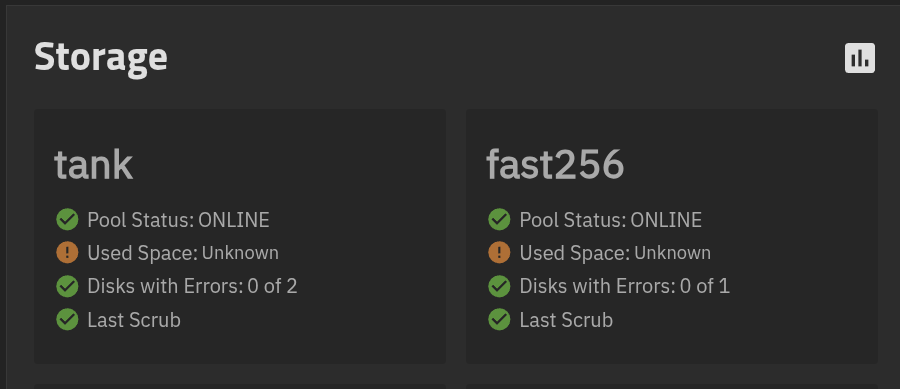 Storage
tank
Pool Status: ONLINE
Used Space: Unknown
Disks with Errors: 0 of 2
Last Scrub
fast256
Pool Status: ONLINE
Used Space: Unknown
Disks with Errors: 0 of 1
Last Scrub